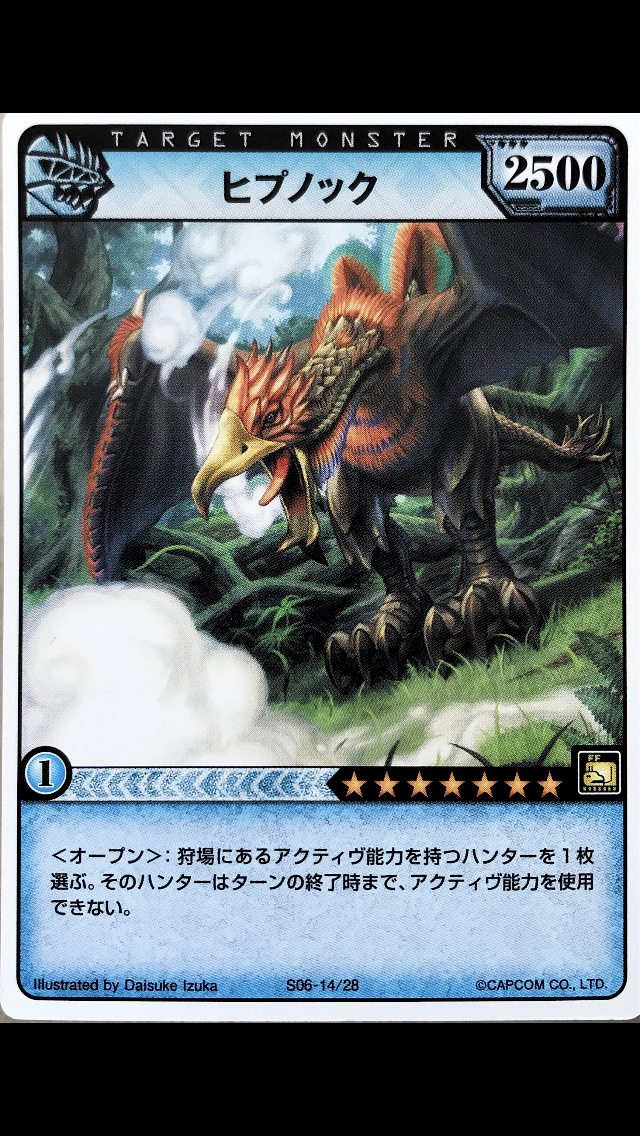 TARGET MONSTER
ヒプノック
2500
1
FF
<オープン>：狩場にあるアクティヴ能力を持つハンターを１枚
選ぶ。そのハンターはターンの終了時まで、アクティヴ能力を使用
できない。
Illustrated by Daisuke Izuka
S06-14/28
©CAPCOM CO., LTD.